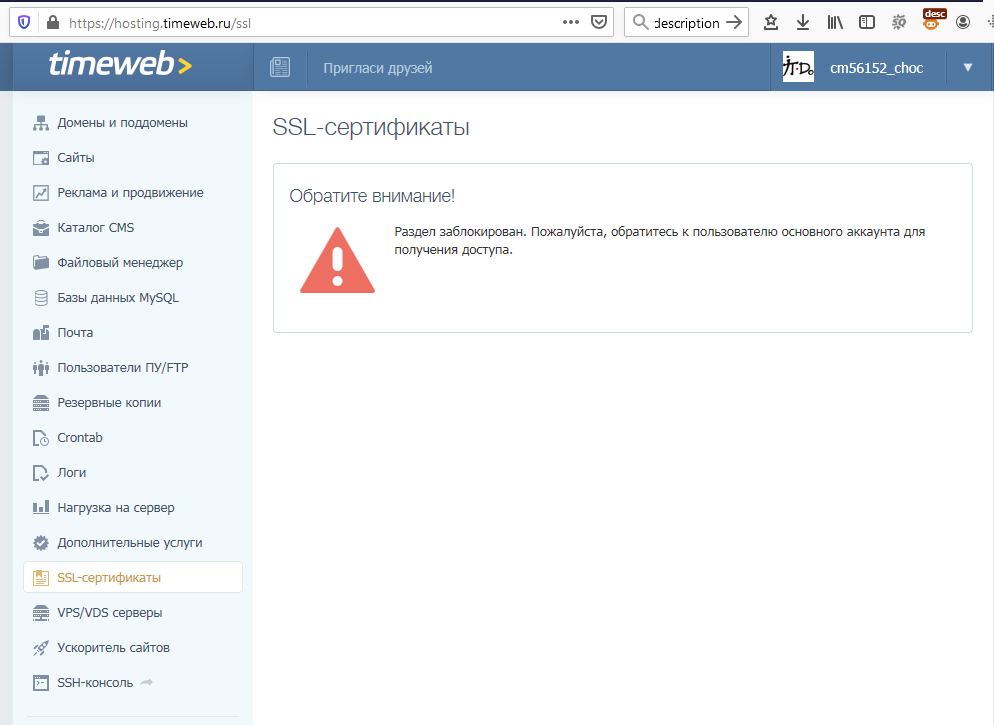 https://hosting.timeweb.ru/ssl
description
desc
timeweb>
Пригласи друзей
cm56152_choc
Домены и поддомены
Сайты
Реклама и продвижение
Каталог CMS
Файловый менеджер
Базы данных MySQL
Почта
Пользователи ПУ/FTP
Резервные копии
Crontab
Логи
Нагрузка на сервер
Дополнительные услуги
SSL-сертификаты
VPS/VDS серверы
Ускоритель сайтов
SSH-консоль
SSL-сертификаты
Обратите внимание!
Раздел заблокирован. Пожалуйста, обратитесь к пользователю основного аккаунта для
получения доступа.